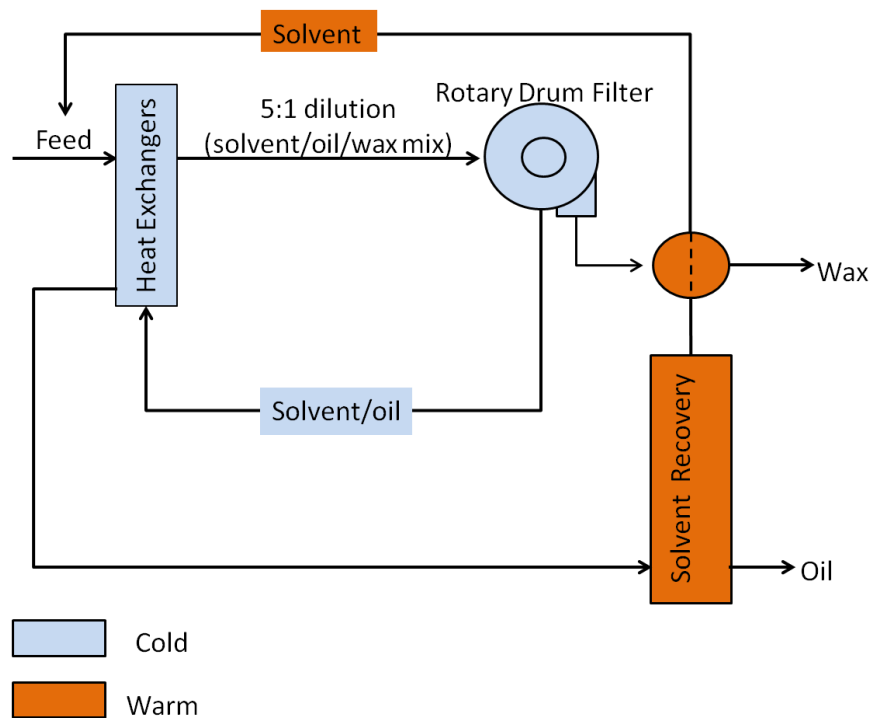 Solvent
Rotary Drum Filter
5:1 dilution
(solvent/oil/wax mix)
Feed
Heat Exchangers
Wax
Solvent/oil
Solvent Recovery
Oil
Cold
Warm